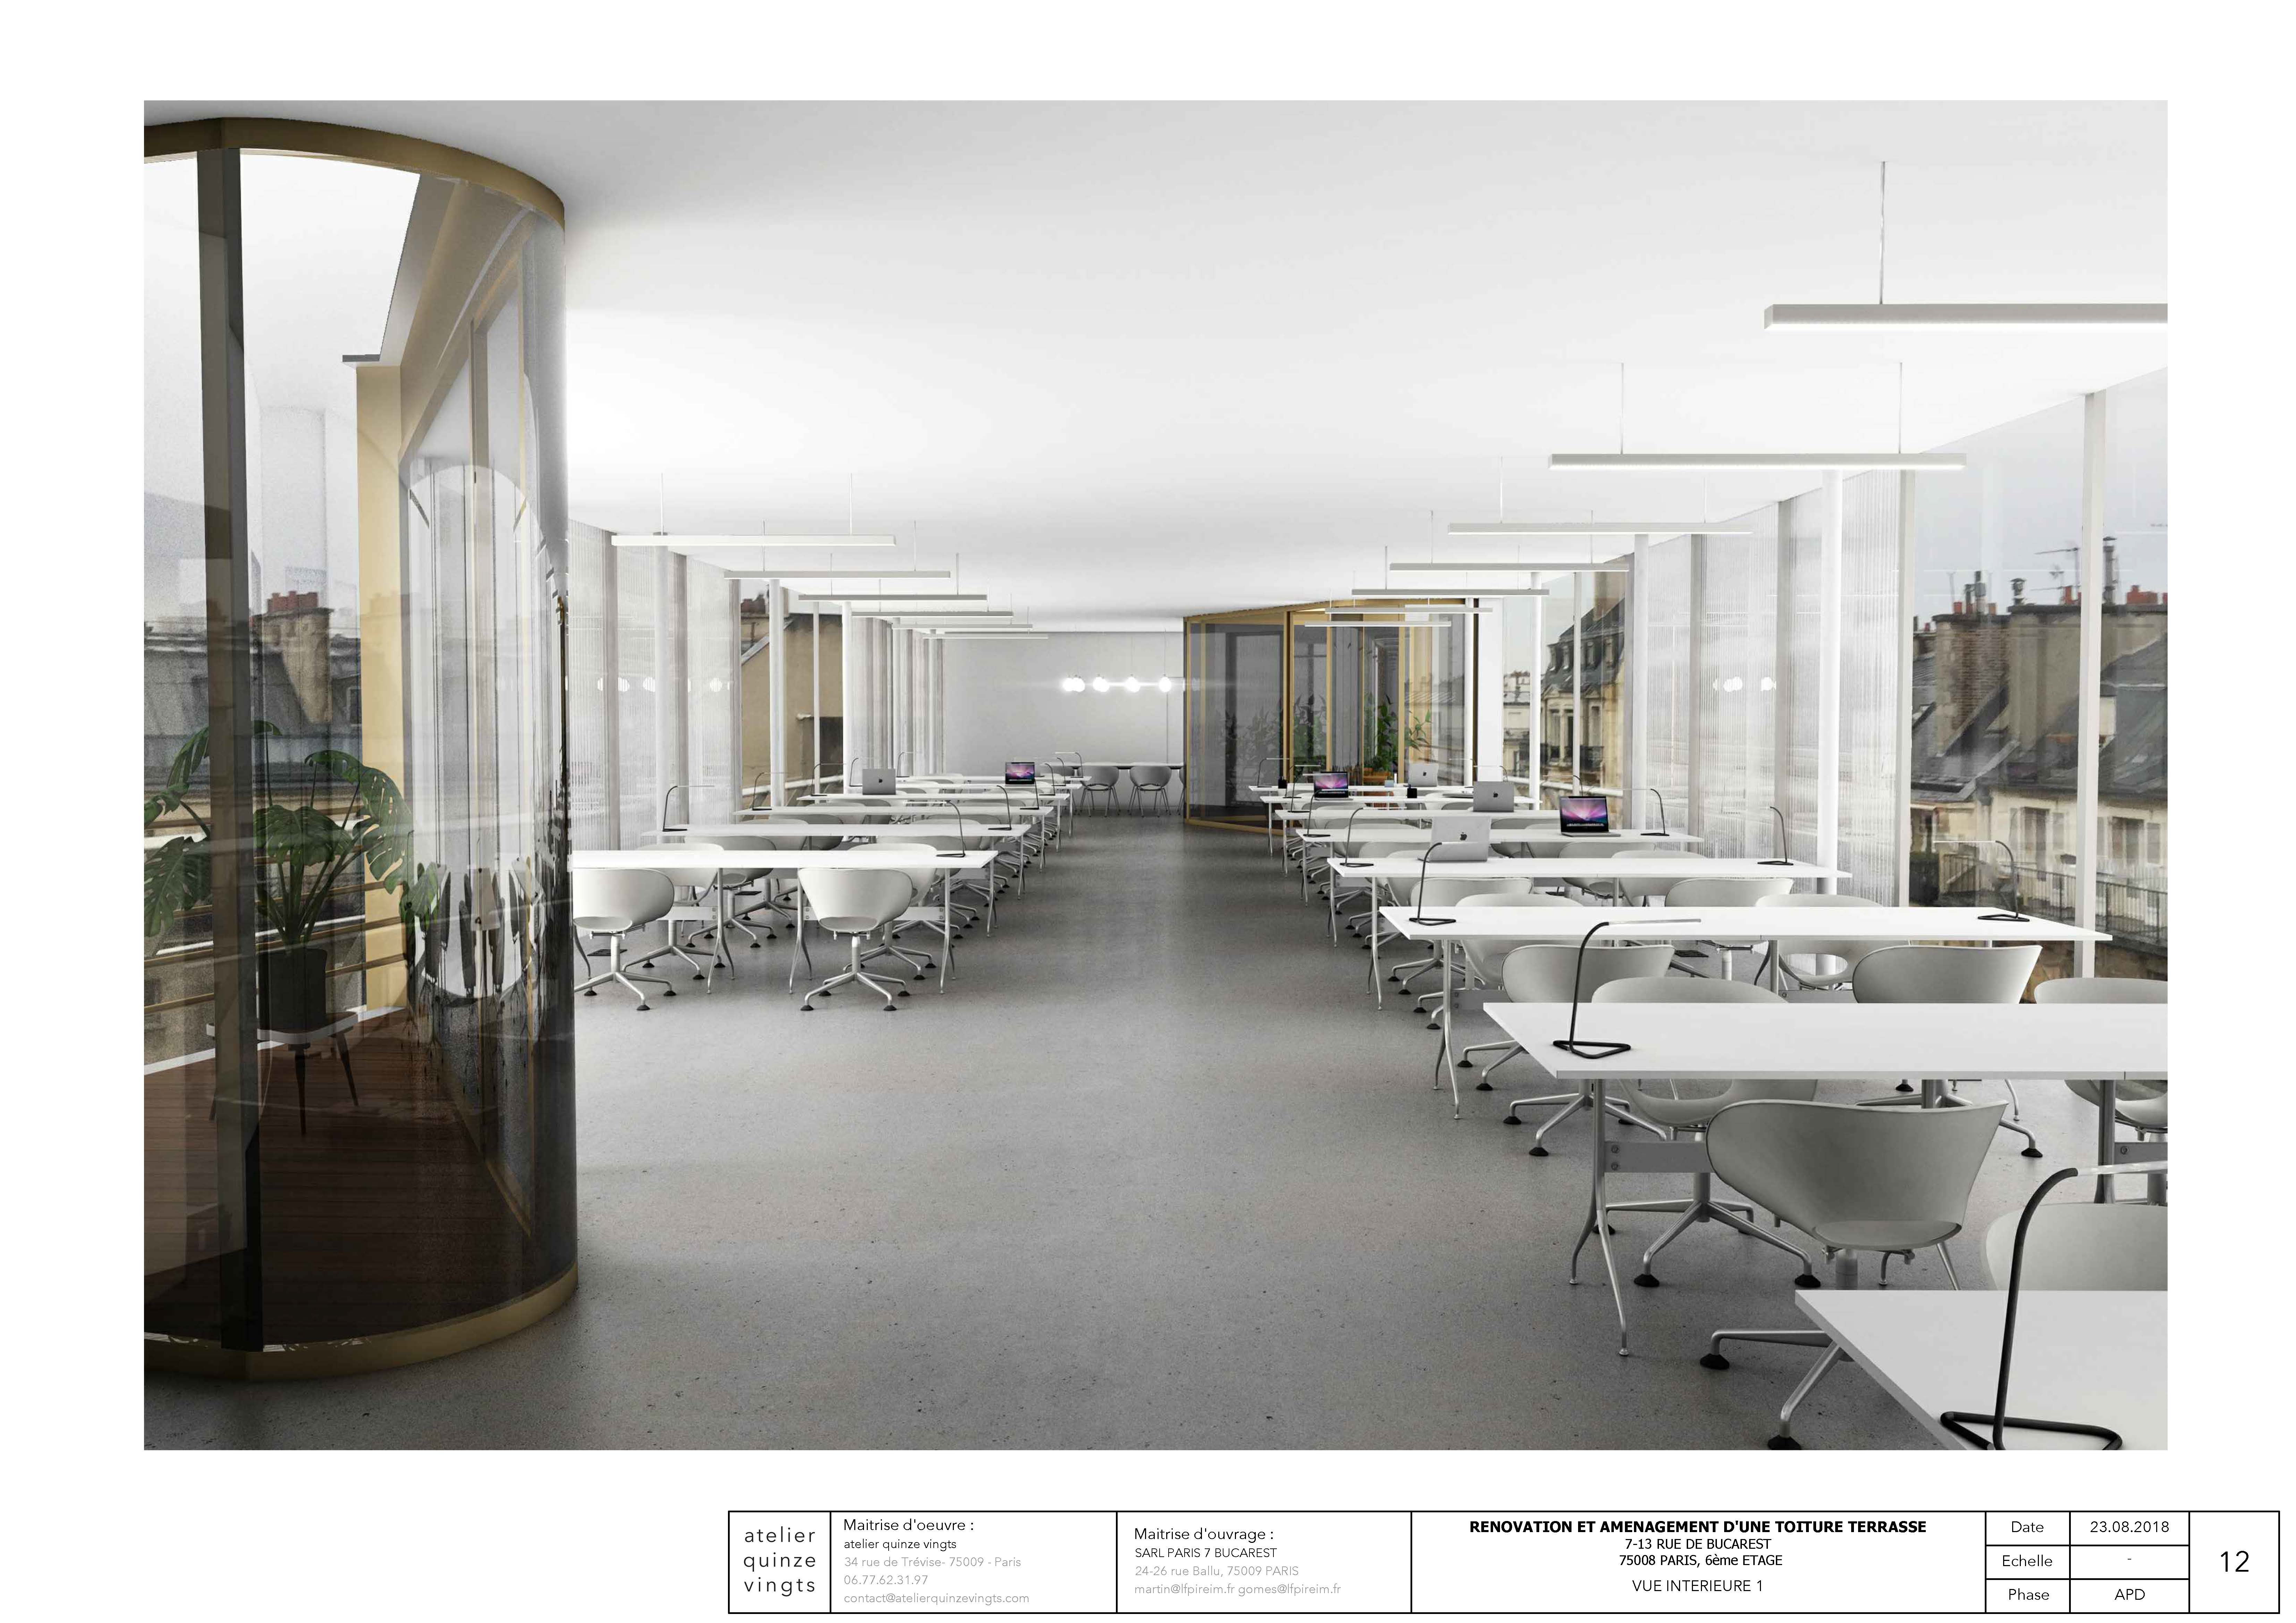 atelier
quinze
vingts
Maitrise d'oeuvre :
atelier quinze vingts
34 rue de Trévise- 75009 - Paris
06.77.62.31.97
contact@atelierquinzevingts.com
Maitrise d'ouvrage :
SARL PARIS 7 BUCAREST
24-26 rue Ballu, 75009 PARIS
martin@lfpireim.fr gomes@lfpireim.fr
RENOVATION ET AMENAGEMENT D'UNE TOITURE TERRASSE
7-13 RUE DE BUCAREST
75008 PARIS, 6ème ETAGE
VUE INTERIEURE 1
Date 23.08.2018
Echelle -
Phase APD
12